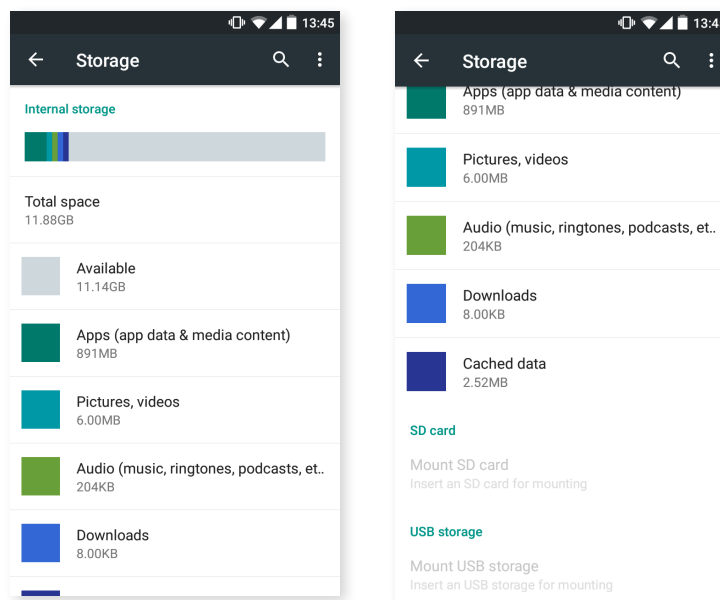 13:45
Storage
Internal storage
Total space
11.88GB
Available
11.14GB
Apps (app data & media content)
891MB
Pictures, videos
6.00MB
Audio (music, ringtones, podcasts, et..
204KB
Downloads
8.00KB
13:4
Storage
Apps (app data & media content)
891MB
Pictures, videos
6.00MB
Audio (music, ringtones, podcasts, et..
204KB
Downloads
8.00KB
Cached data
2.52MB
SD card
Mount SD card
Insert an SD card for mounting
USB storage
Mount USB storage
Insert an USB storage for mounting